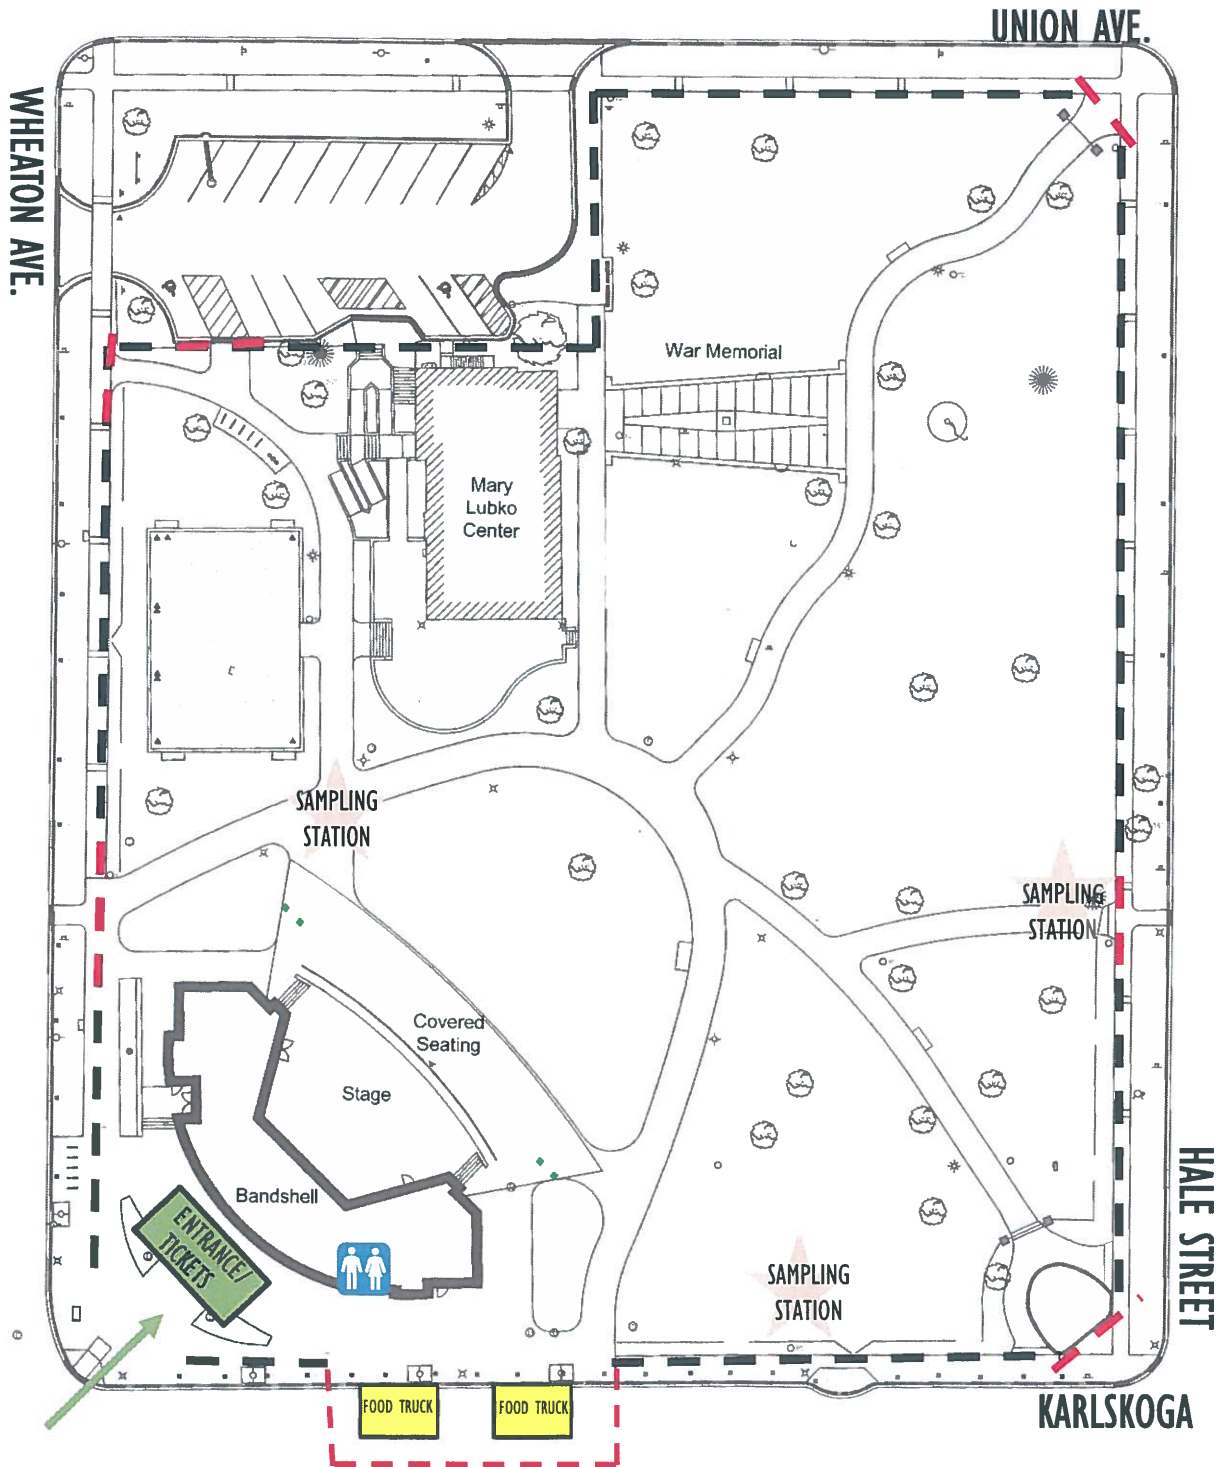 UNION AVE.
WHEATON AVE.
War Memorial
Mary
Lubko
Center
SAMPLING
STATION
SAMPLING
STATION
Covered
Seating
Stage
Bandshell
ENTRANCE/
TICKETS
SAMPLING
STATION
HALE STREET
FOOD TRUCK
FOOD TRUCK
KARLSKOGA